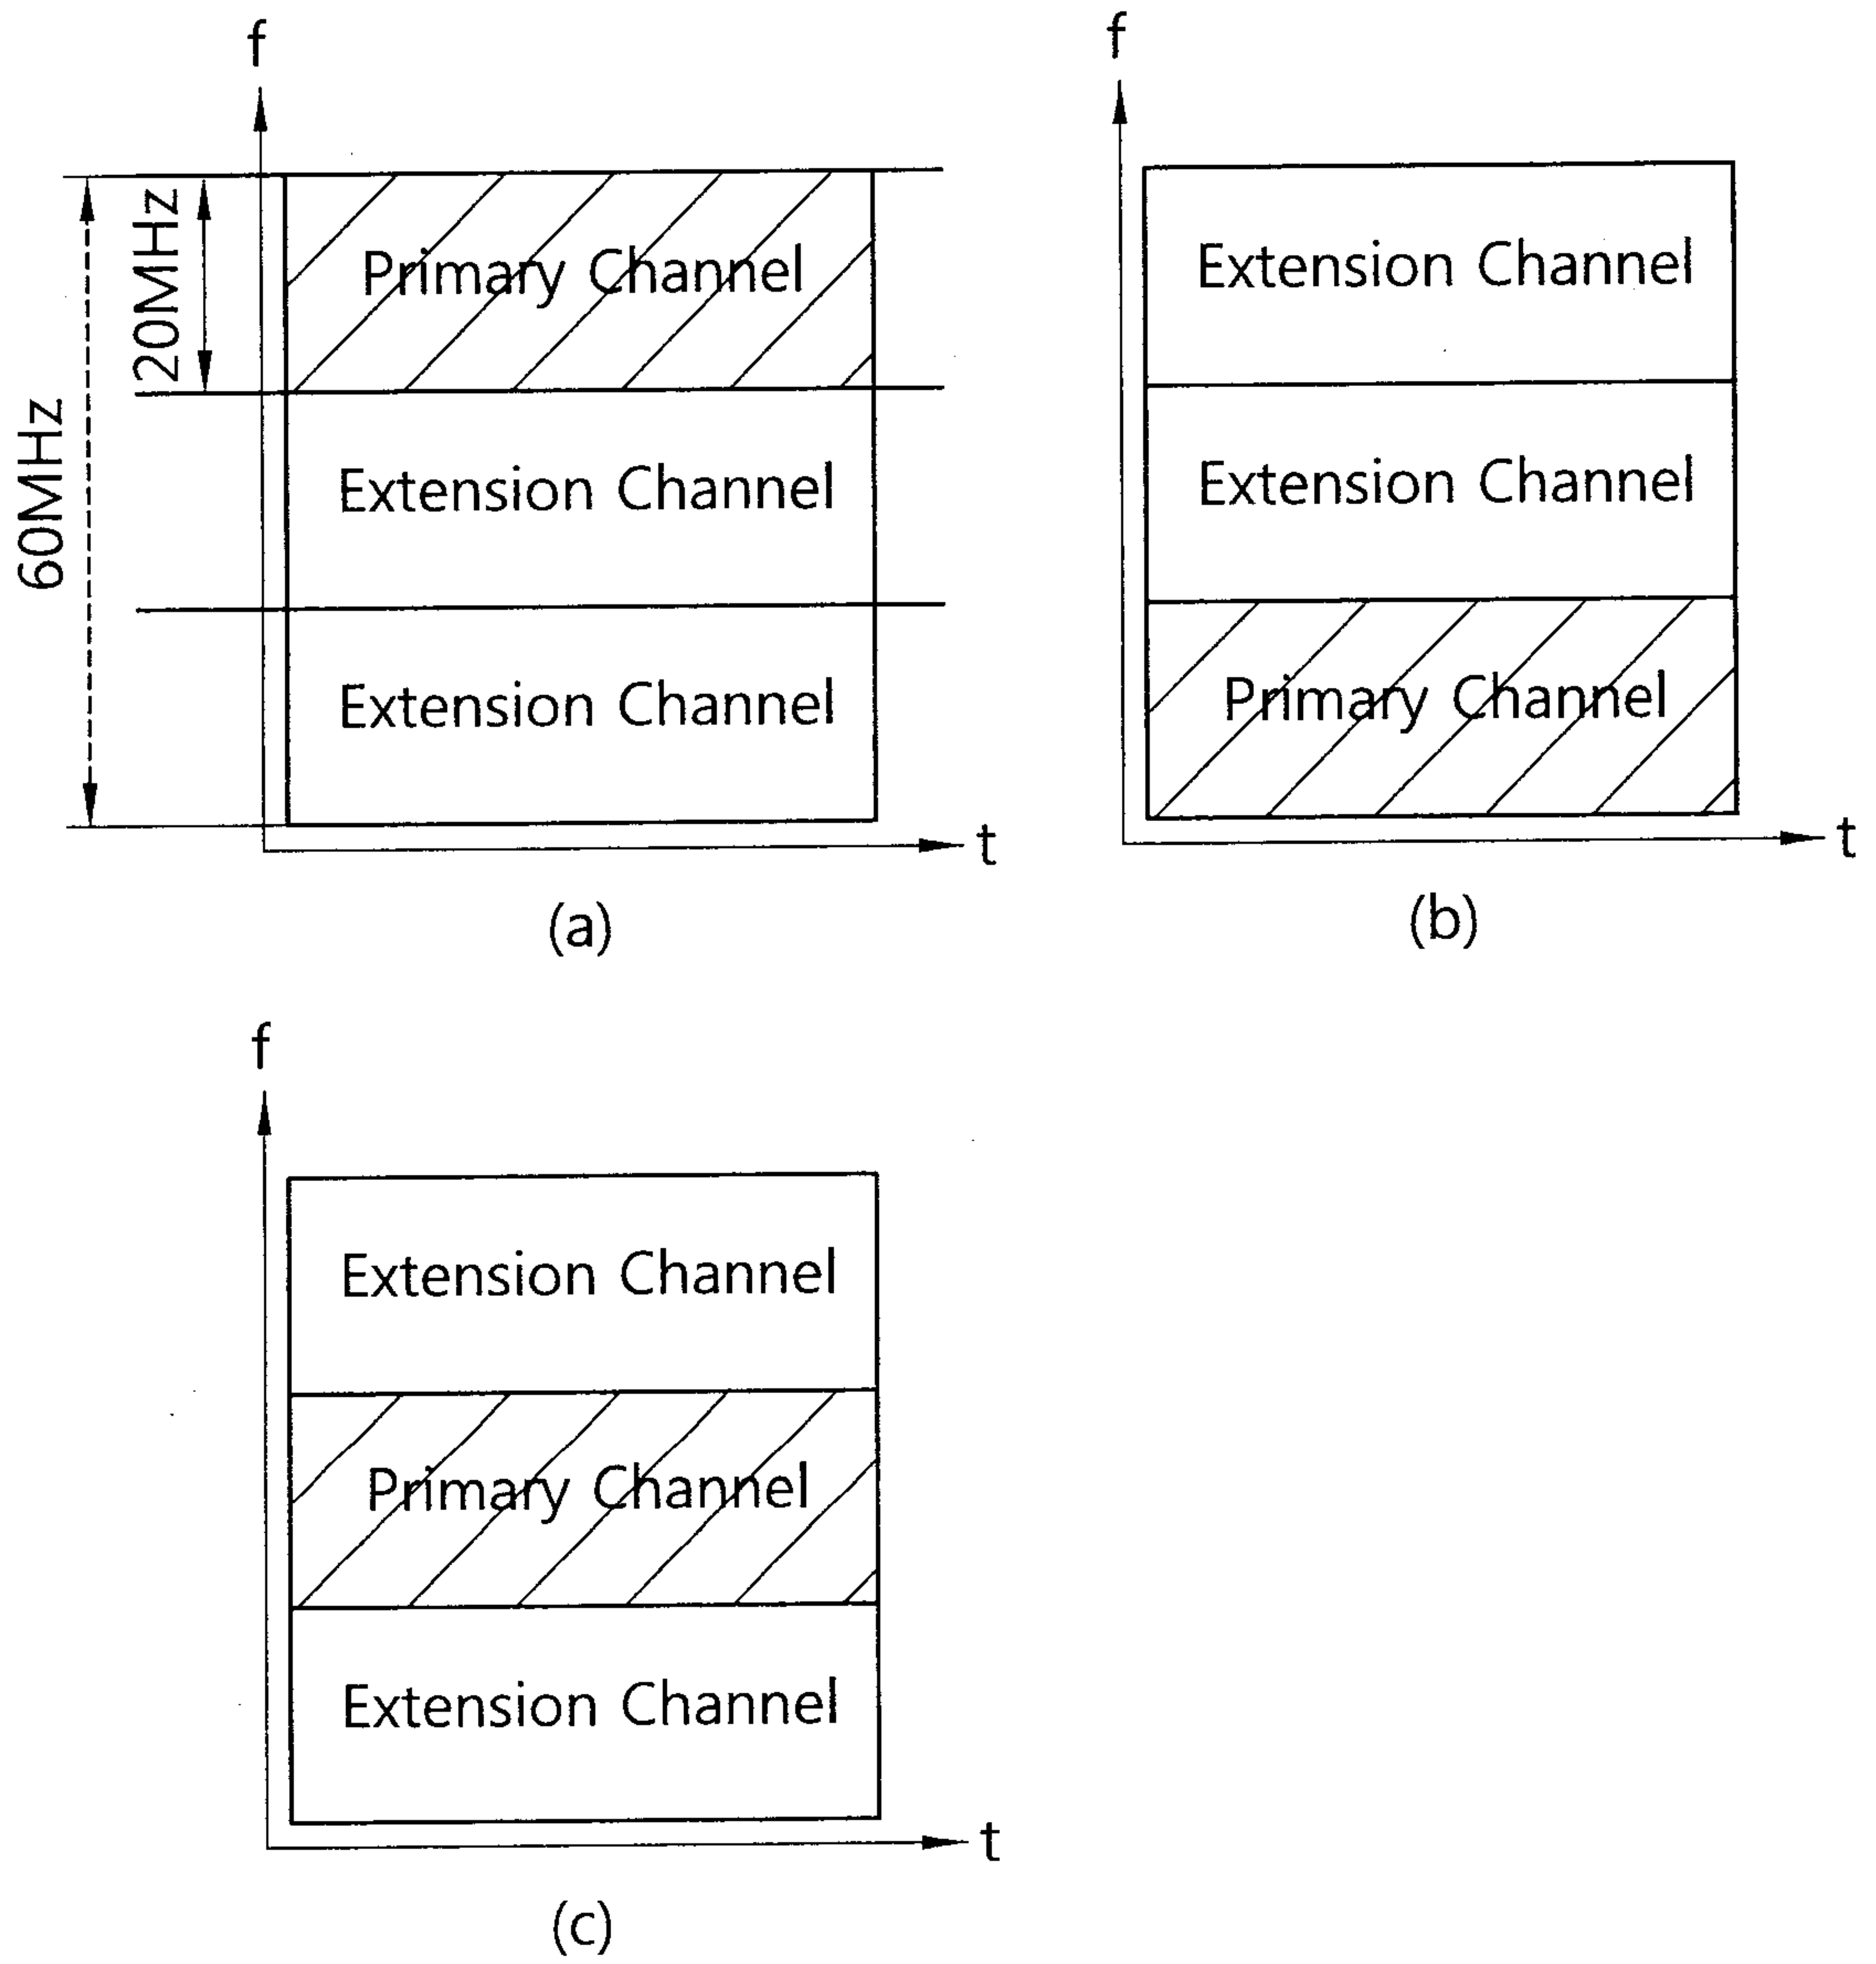 f
20MHz
60MHz
Primary Channel
Extension Channel
Extension Channel
t
(a)
f
Extension Channel
Extension Channel
Primary Channel
t
(b)
f
Extension Channel
Primary Channel
Extension Channel
t
(c)